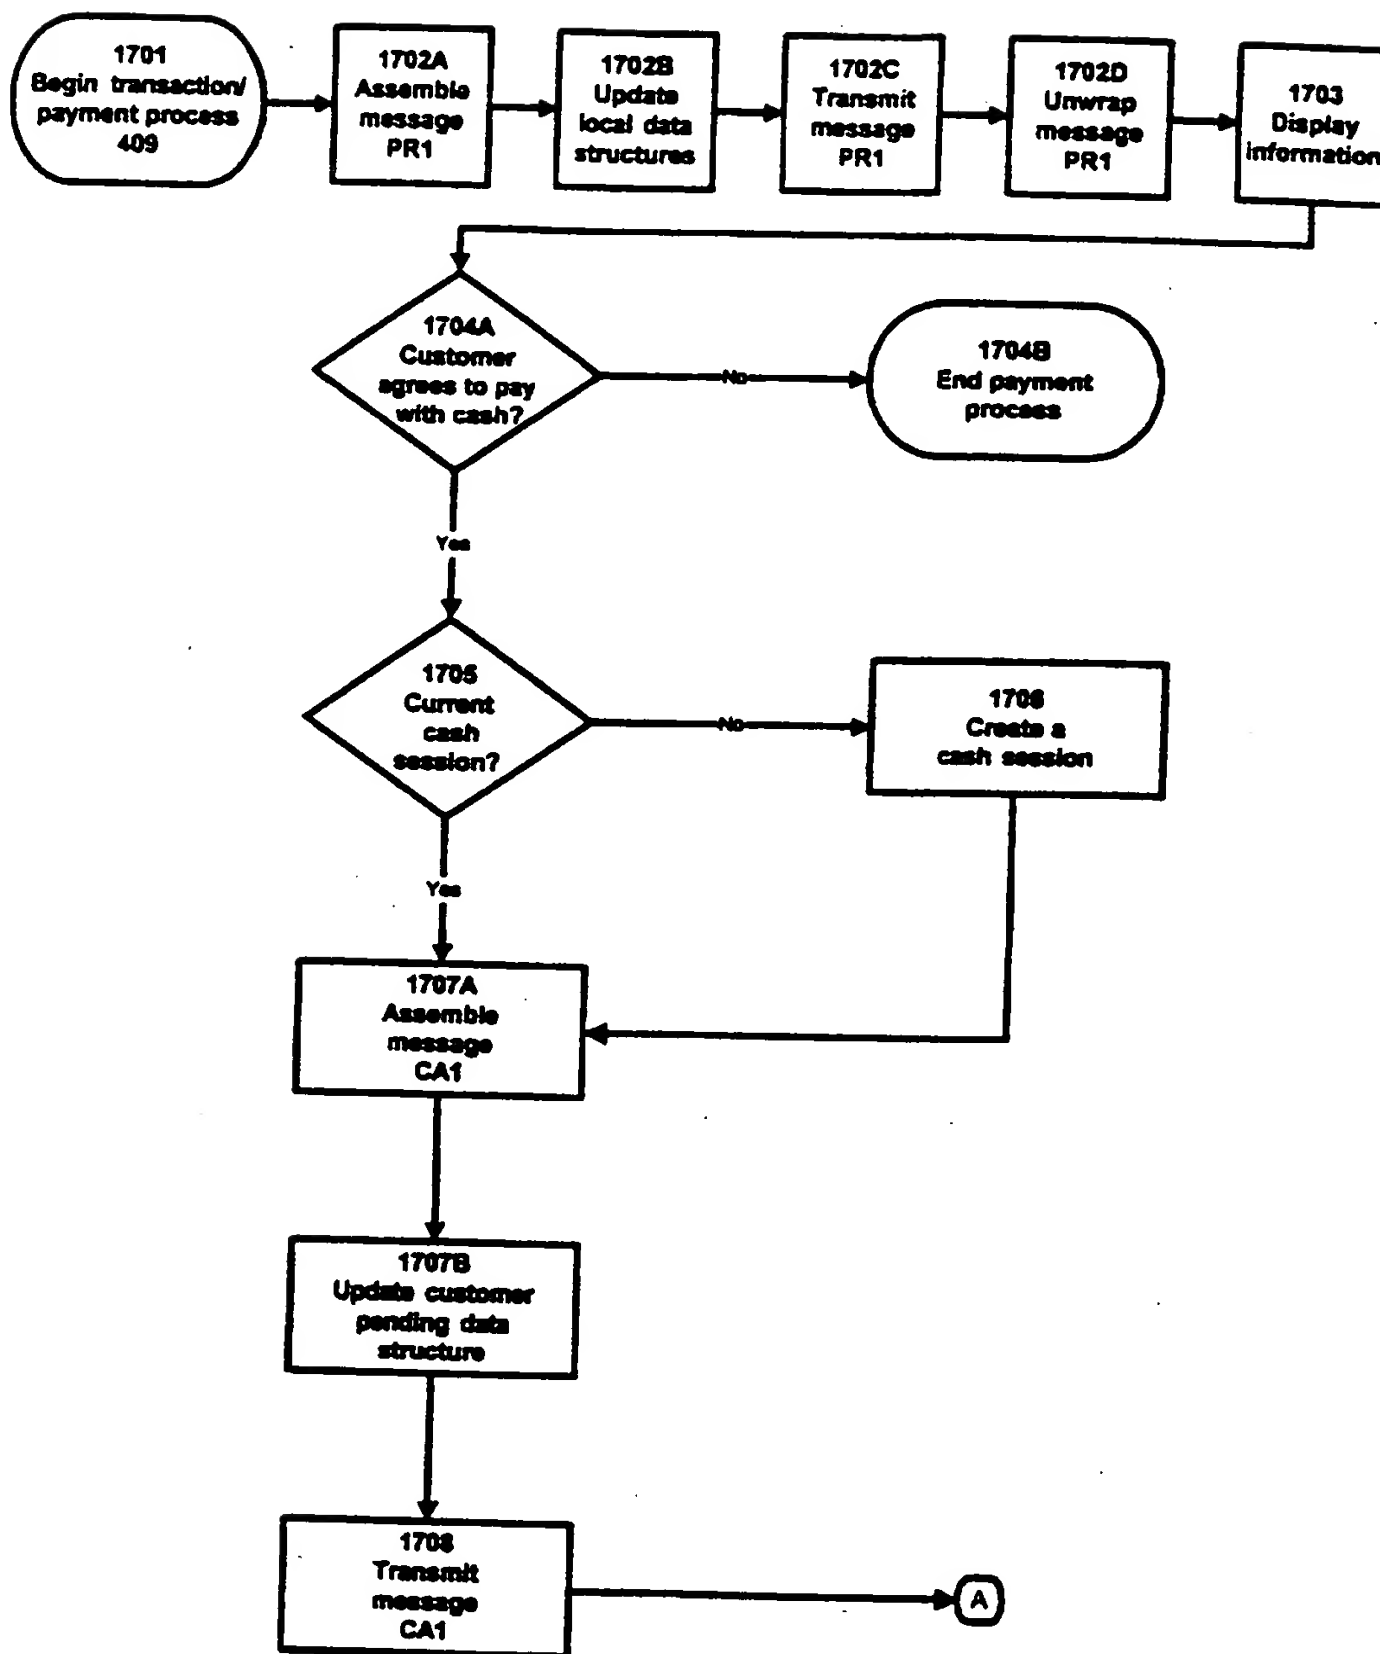 1701
Begin transaction/
payment process
409
1702A
Assemble
message
PR1
1702B
Update
local data
structures
1702C
Transmit
message
PR1
1702D
Unwrap
message
PR1
1703
Display
information
1704A
Customer
agrees to pay
with cash?
No
1704B
End payment
process
Yes
1705
Current
cash
session?
No
1706
Create a
cash session
Yes
1707A
Assemble
message
CA1
1707B
Update customer
pending data
structure
1708
Transmit
message
CA1
A